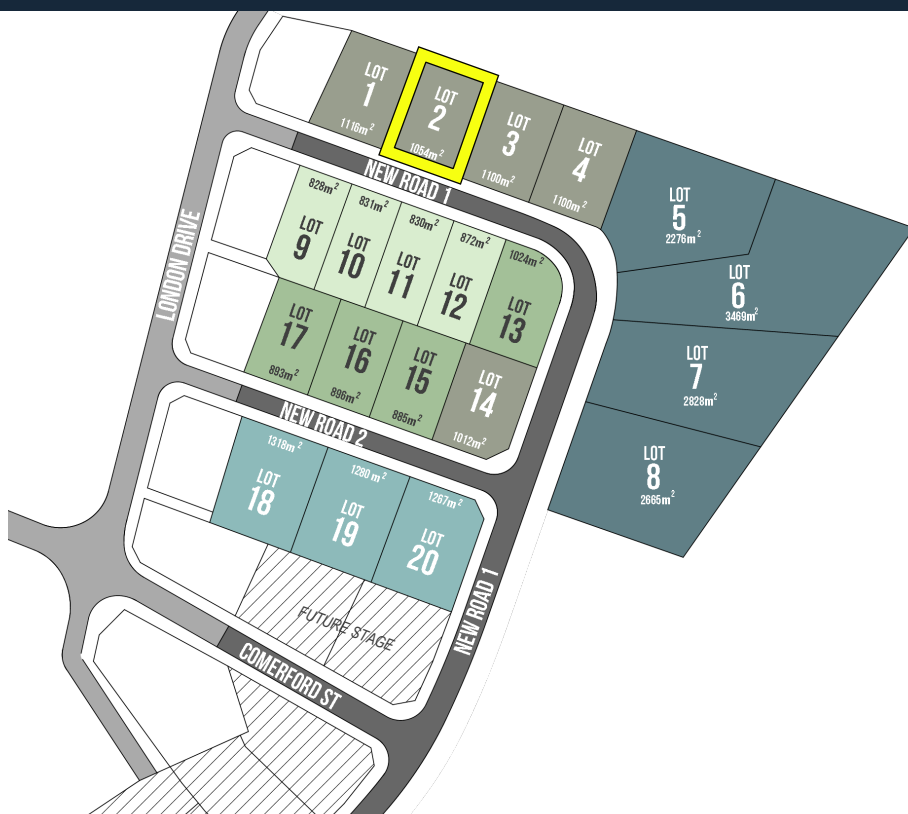 LOT
1
1116m²
LOT
2
1054m²
LOT
3
1100m²
LOT
4
1100m²
LOT
5
2276m²
LOT
6
3469m²
LOT
7
2828m²
LOT
8
2665m²
NEW ROAD 1
LONDON DRIVE
828m²
LOT
9
831m²
LOT
10
830m²
LOT
11
872m²
LOT
12
1024m²
LOT
13
LOT
17
893m²
LOT
16
896m²
LOT
15
885m²
LOT
14
1012m²
NEW ROAD 2
1318m²
LOT
18
1280 m²
LOT
19
1267m²
LOT
20
NEW ROAD 1
FUTURE STAGE
COMERFORD ST